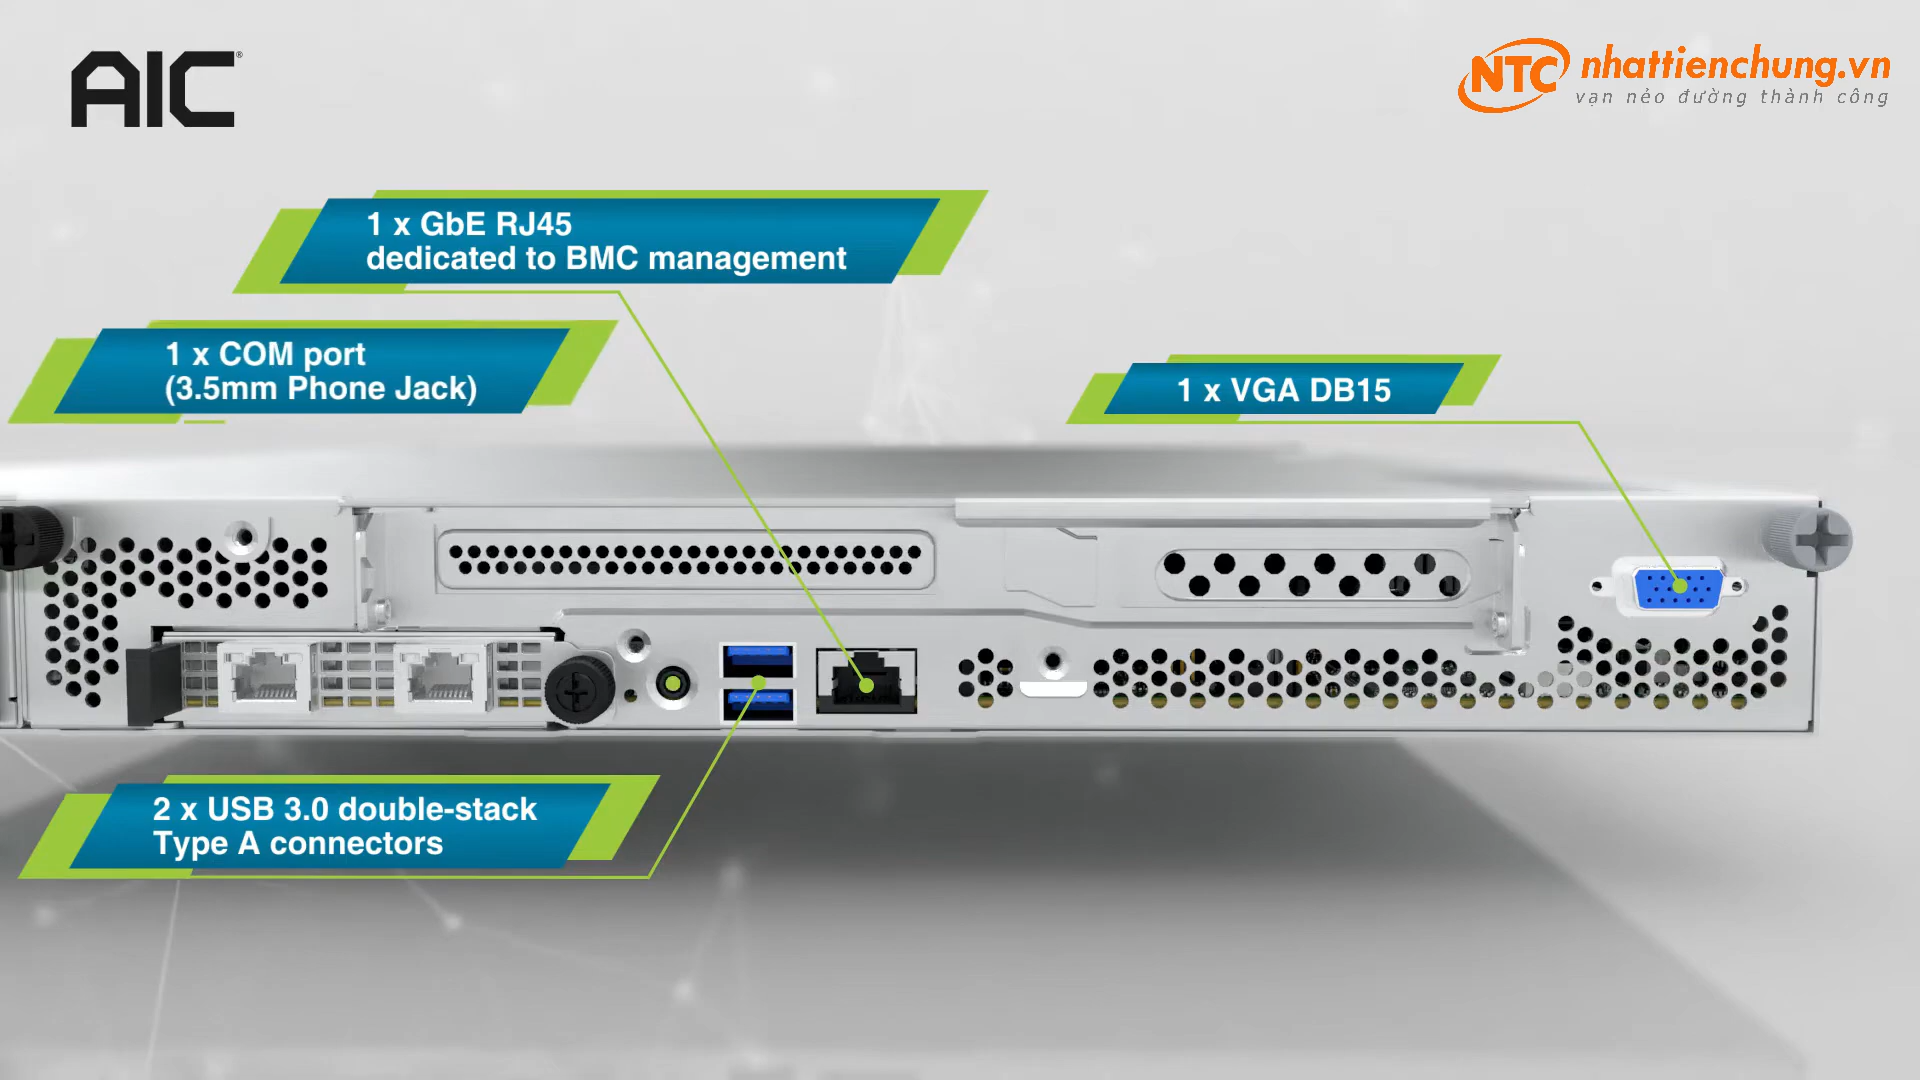 AIC®
NTC nhattienchung.vn
vạn nẻo đường thành công
1 x GbE RJ45
dedicated to BMC management
1 x COM port
(3.5mm Phone Jack)
1 x VGA DB15
2 x USB 3.0 double-stack
Type A connectors